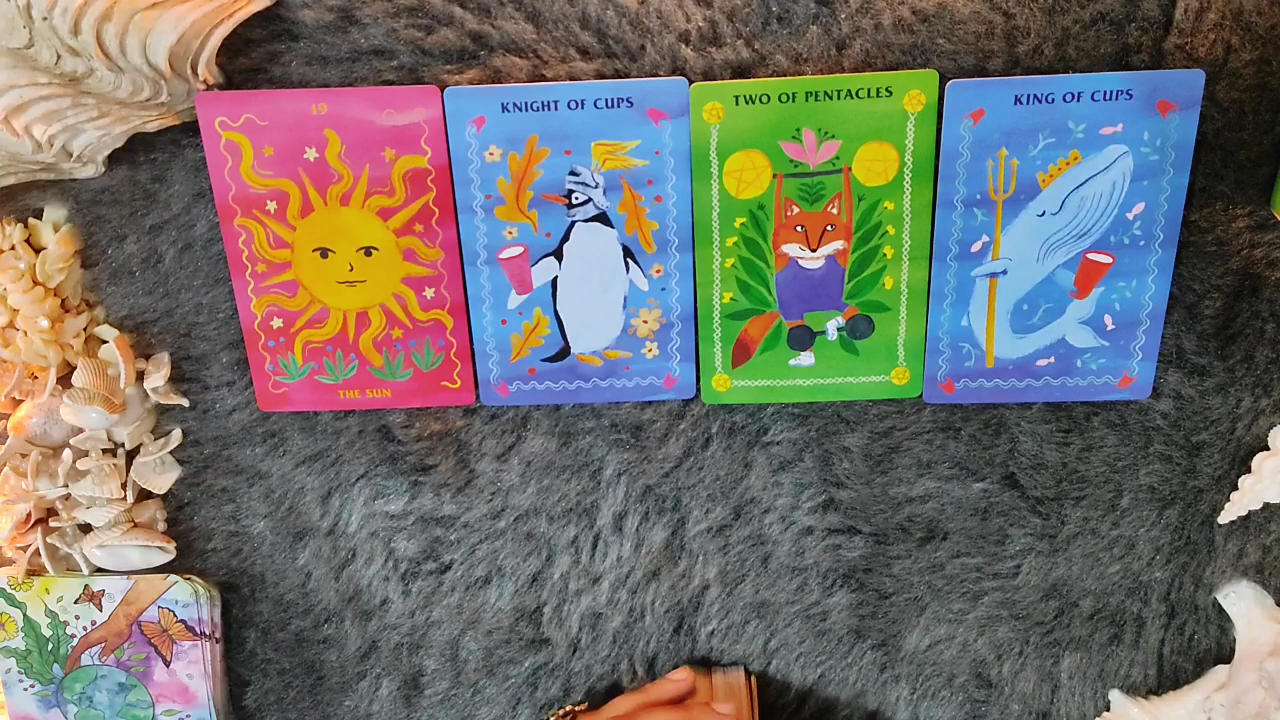 19
THE SUN
KNIGHT OF CUPS
TWO OF PENTACLES
KING OF CUPS